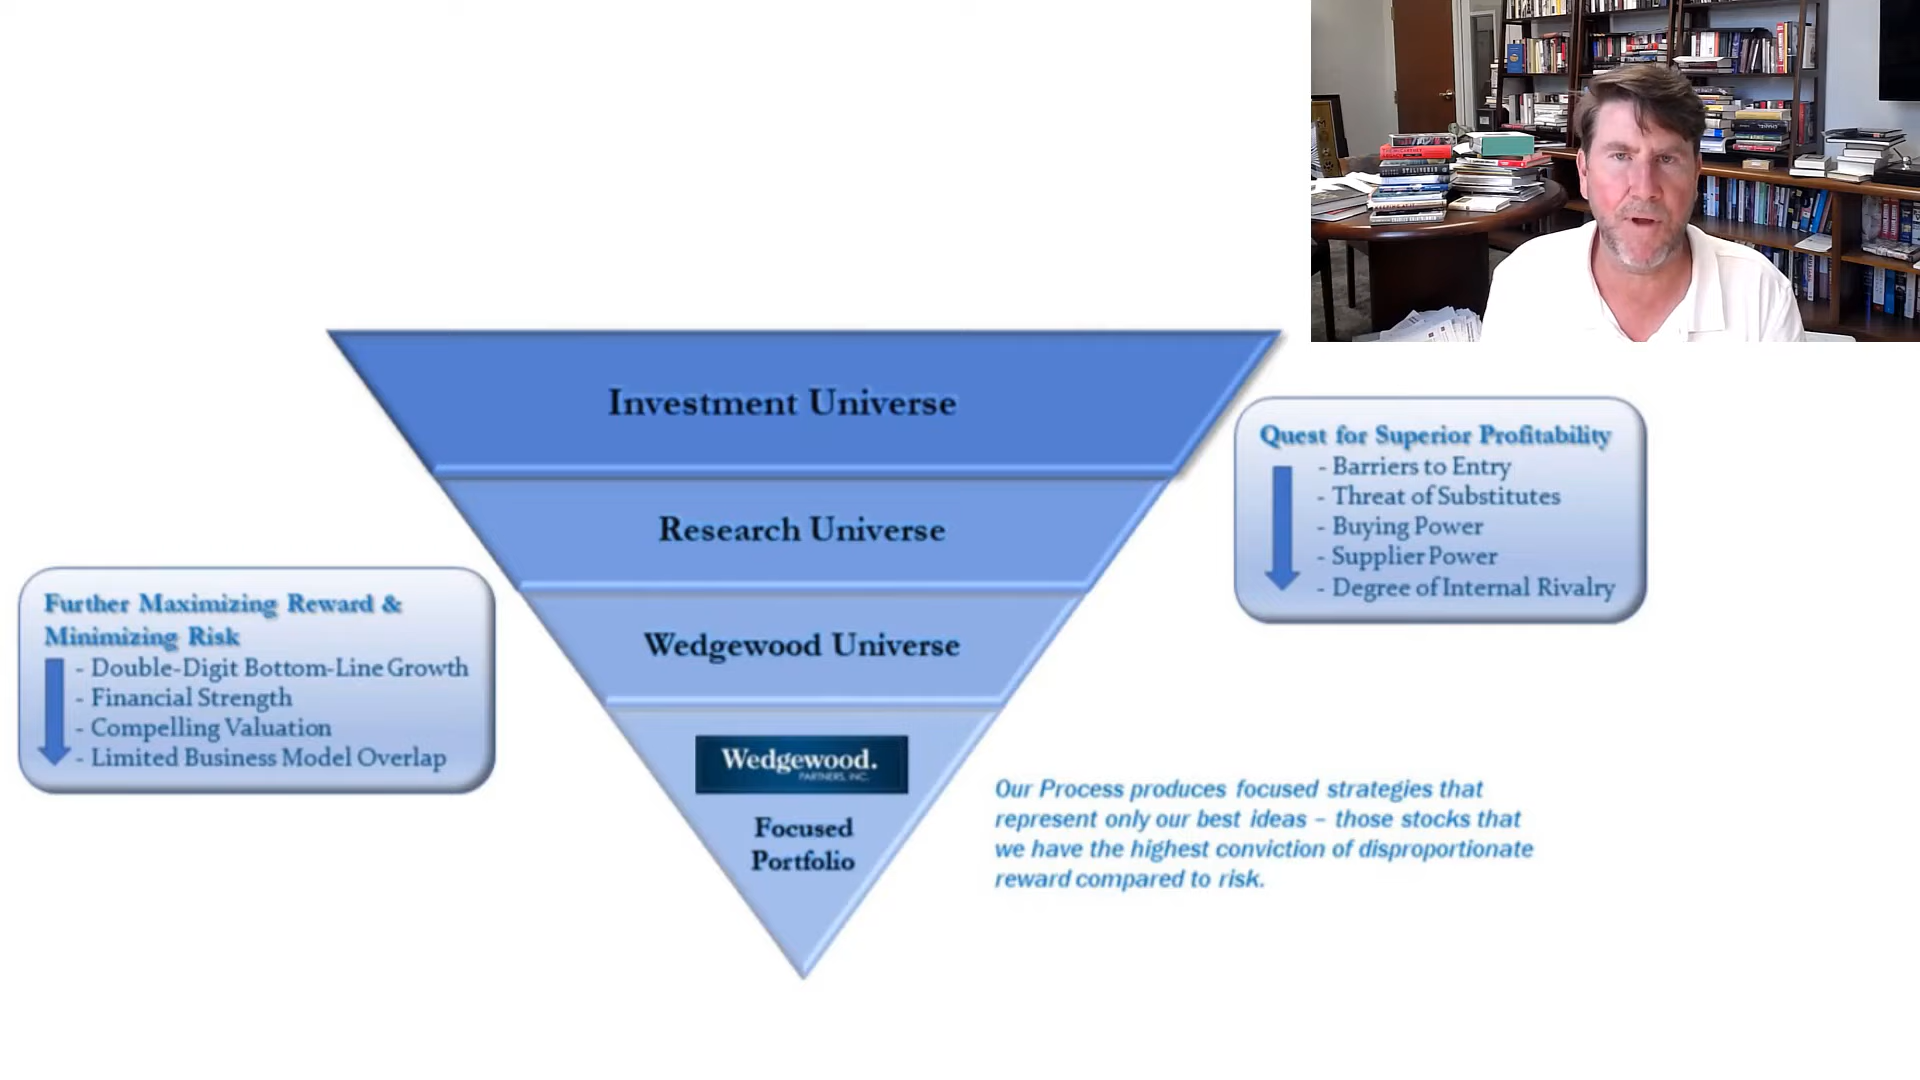 Investment Universe
Research Universe
Wedgewood Universe
Wedgewood.
PARTNERS, INC.
Focused
Portfolio
Quest for Superior Profitability
- Barriers to Entry
- Threat of Substitutes
- Buying Power
- Supplier Power
- Degree of Internal Rivalry
Further Maximizing Reward &
Minimizing Risk
- Double-Digit Bottom-Line Growth
- Financial Strength
- Compelling Valuation
- Limited Business Model Overlap
Our Process produces focused strategies that
represent only our best ideas – those stocks that
we have the highest conviction of disproportionate
reward compared to risk.